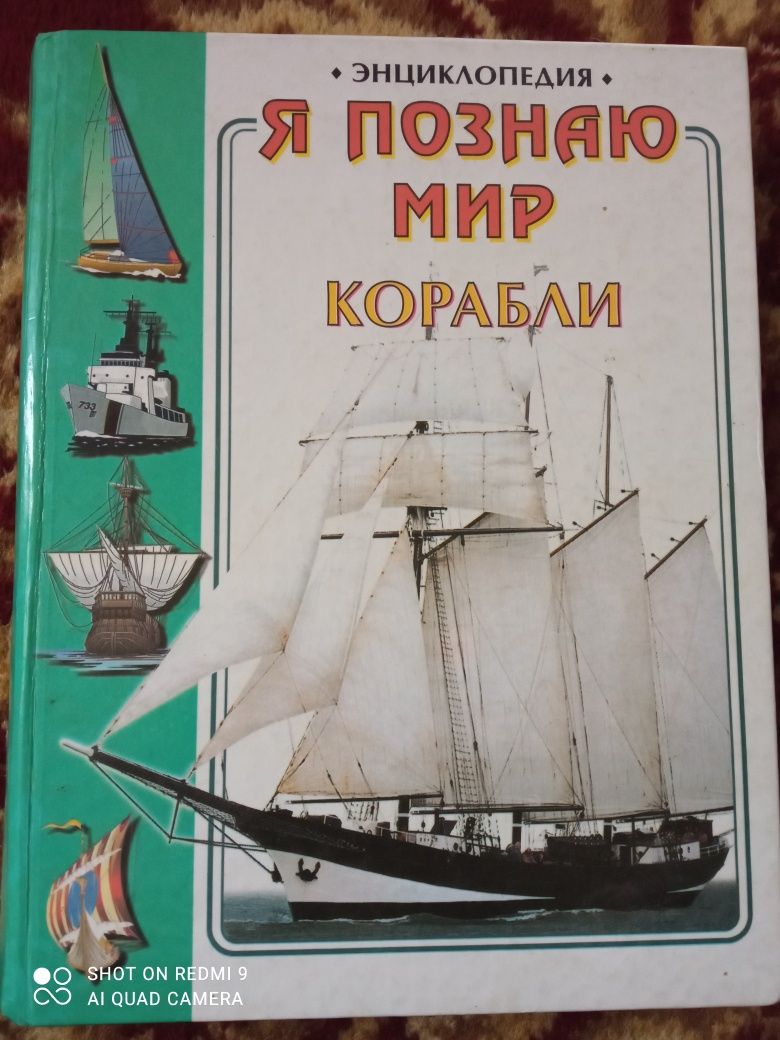 • ЭНЦИКЛОПЕДИЯ •
Я ПОЗНАЮ
МИР
КОРАБЛИ
733
SHOT ON REDMI 9
AI QUAD CAMERA